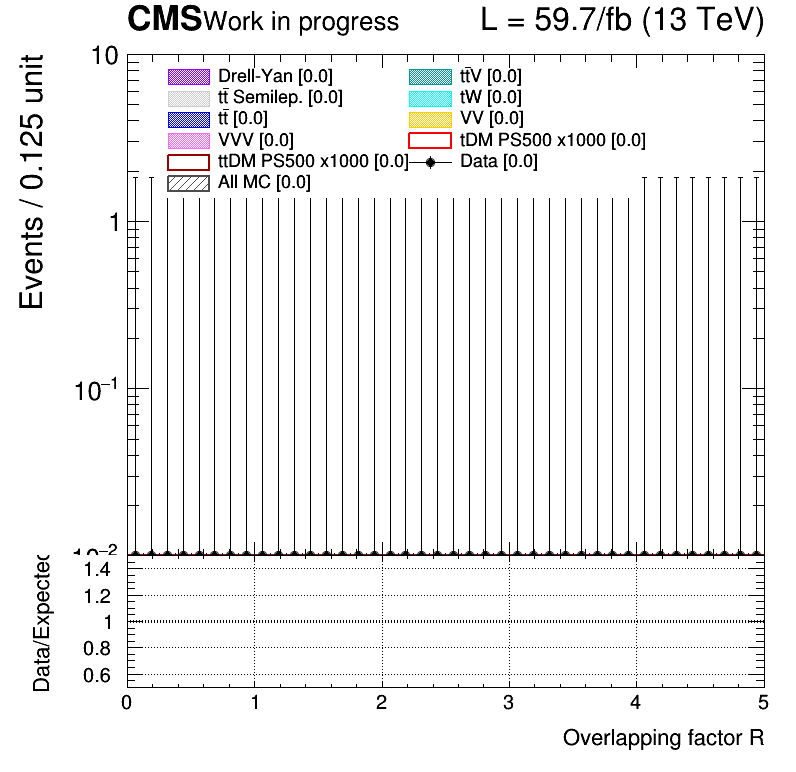 CMS Work in progress L = 59.7/fb (13 TeV)
Events / 0.125 unit
10
1
10⁻¹
10⁻²
Drell-Yan [0.0] tt̄V [0.0]
tt̄ Semilep. [0.0] tW [0.0]
tt̄ [0.0] VV [0.0]
VVV [0.0] tDM PS500 x1000 [0.0]
ttDM PS500 x1000 [0.0] Data [0.0]
All MC [0.0]
Data/Expected
1.4
1.2
1
0.8
0.6
0 1 2 3 4 5
Overlapping factor R